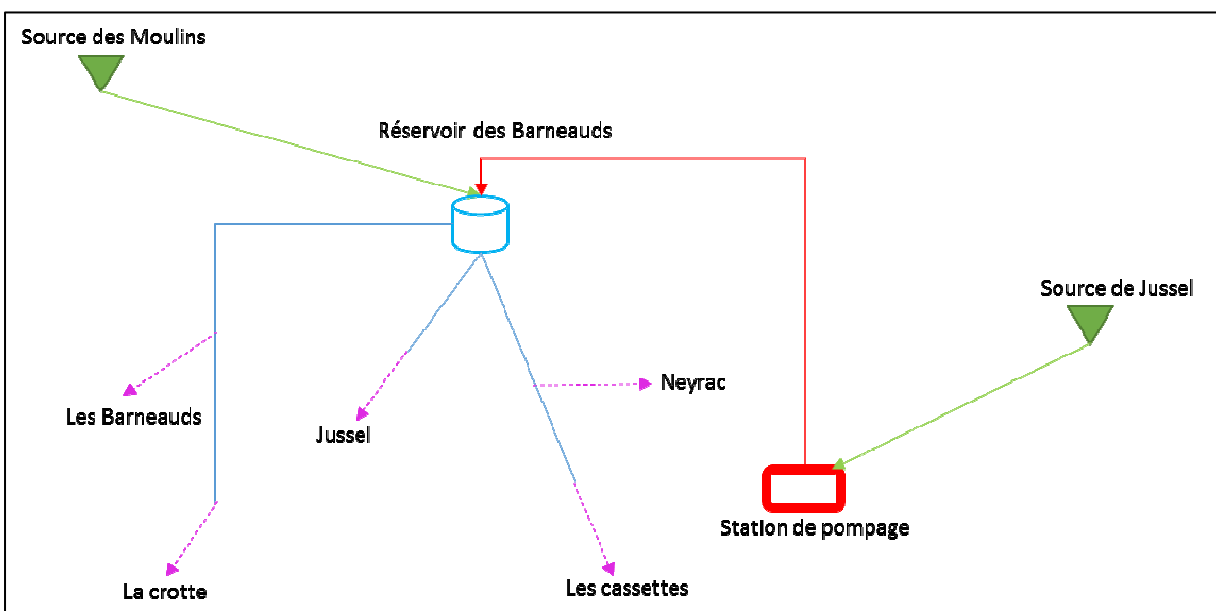 Source des Moulins
Réservoir des Barneauds
Source de Jussel
Neyrac
Les Barneauds
Jussel
Station de pompage
La crotte
Les cassettes